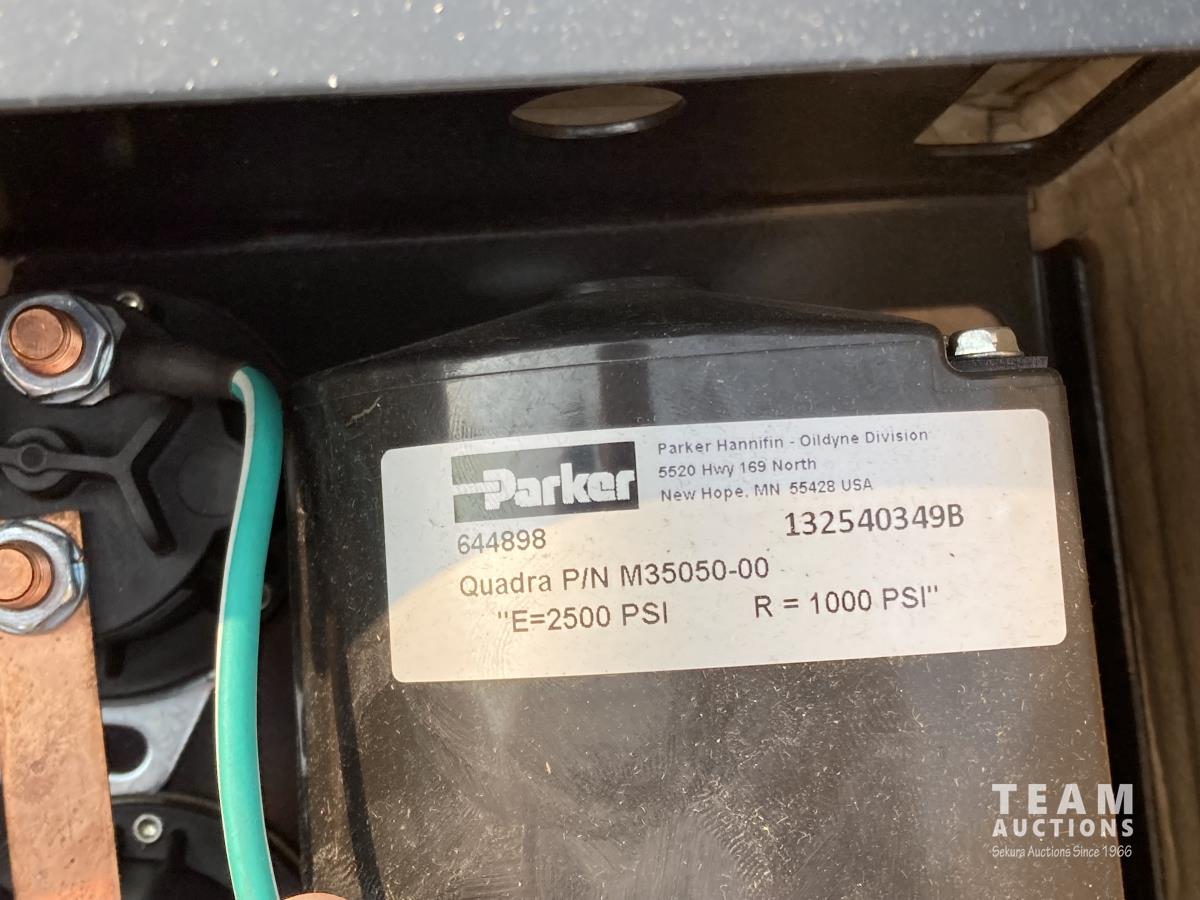 Parker
Parker Hannifin - Oildyne Division
5520 Hwy 169 North
New Hope, MN 55428 USA
644898
132540349B
Quadra P/N M35050-00
"E=2500 PSI R = 1000 PSI"
TEAM
AUCTIONS
Sekura Auctions Since 1966